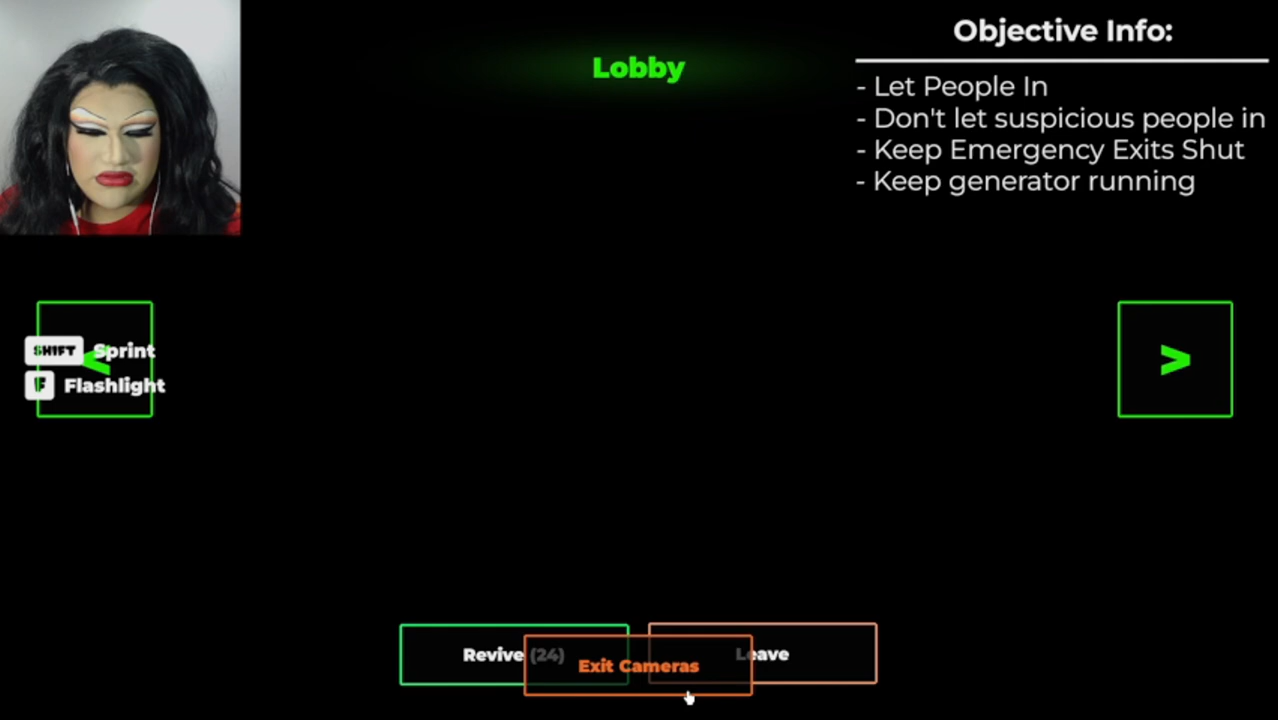 Lobby
Objective Info:
- Let People In
- Don't let suspicious people in
- Keep Emergency Exits Shut
- Keep generator running
SHIFT Sprint
<
F Flashlight
>
Revive (24)
Leave
Exit Cameras